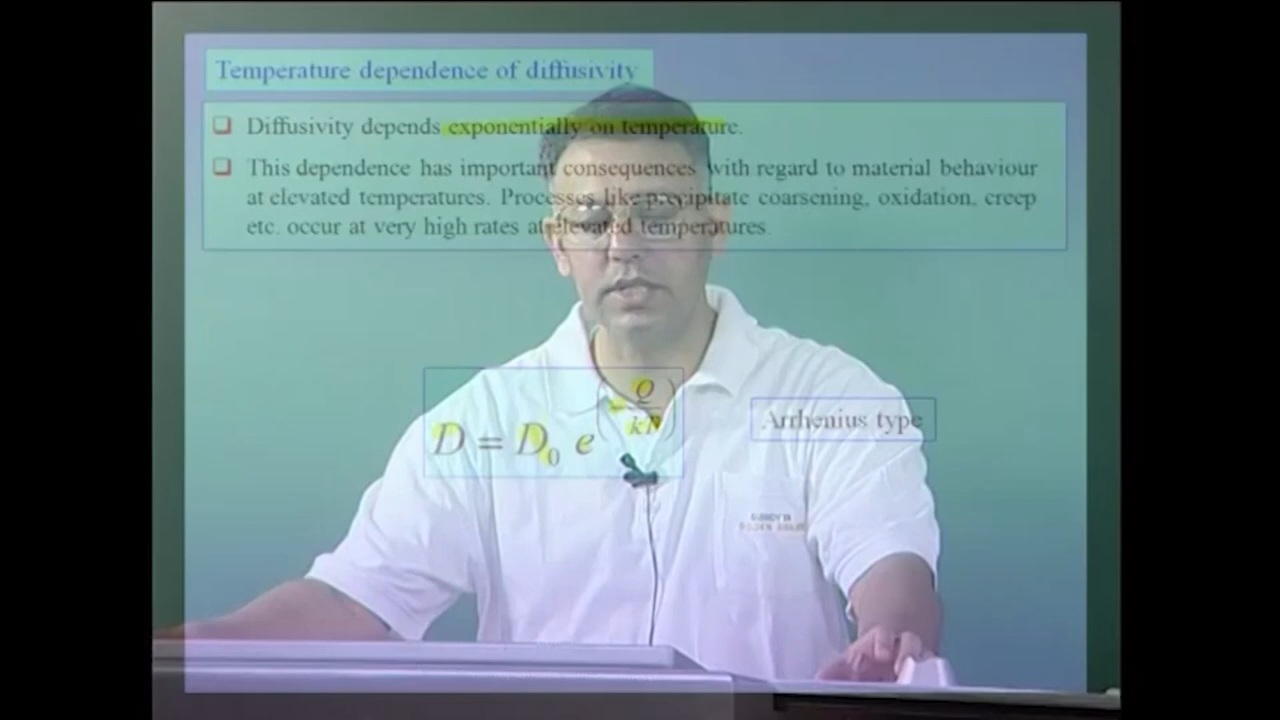 Temperature dependence of diffusivity
❑ Diffusivity depends exponentially on temperature.
❑ This dependence has important consequences with regard to material behaviour
at elevated temperatures. Processes like precipitate coarsening, oxidation, creep
etc. occur at very high rates at elevated temperatures.
D = D₀ e^(−Q/kT)
Arrhenius type